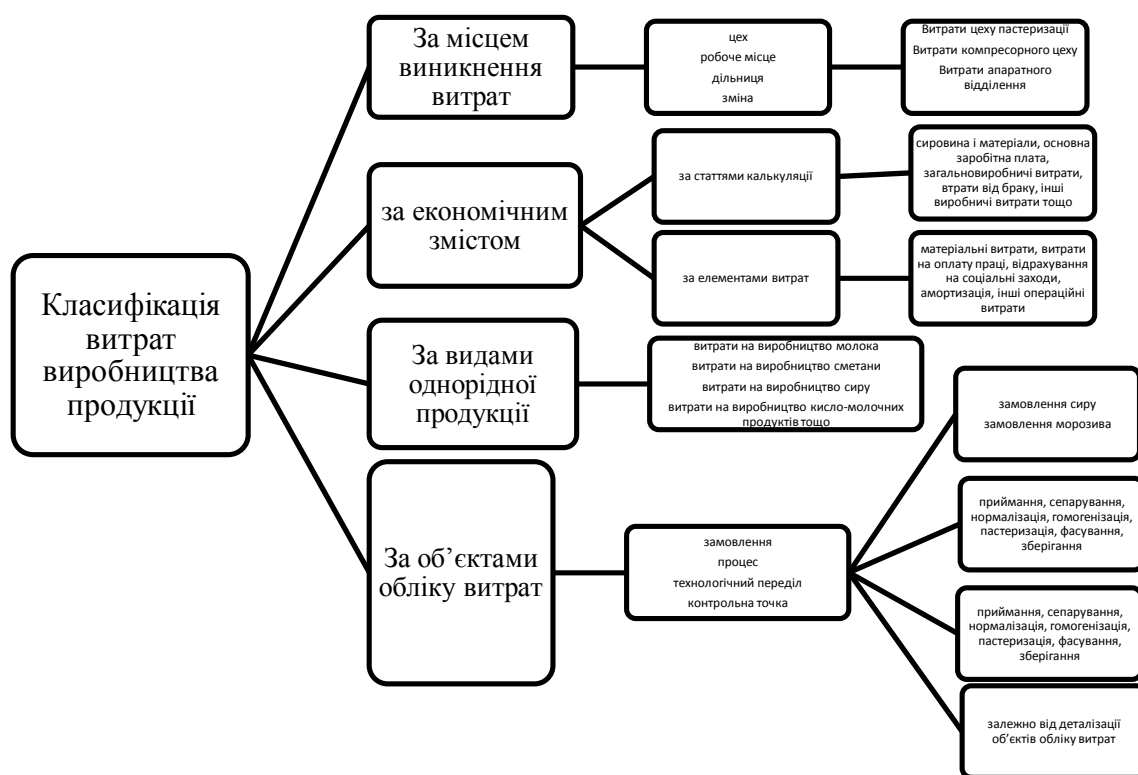 Класифікація
витрат
виробництва
продукції
За місцем
виникнення
витрат
цех
робоче місце
дільниця
зміна
Витрати цеху пастеризації
Витрати компресорного цеху
Витрати апаратного
відділення
за економічним
змістом
за статтями калькуляції
сировина і матеріали, основна
заробітна плата,
загальновиробничі витрати,
втрати від браку, інші
виробничі витрати тощо
за елементами витрат
матеріальні витрати, витрати
на оплату праці, відрахування
на соціальні заходи,
амортизація, інші операційні
витрати
За видами
однорідної
продукції
витрати на виробництво молока
витрати на виробництво сметани
витрати на виробництво сиру
витрати на виробництво кисло-молочних
продуктів тощо
За об’єктами
обліку витрат
замовлення
процес
технологічний переділ
контрольна точка
замовлення сиру
замовлення морозива
приймання, сепарування,
нормалізація, гомогенізація,
пастеризація, фасування,
зберігання
приймання, сепарування,
нормалізація, гомогенізація,
пастеризація, фасування,
зберігання
залежно від деталізації
об’єктів обліку витрат